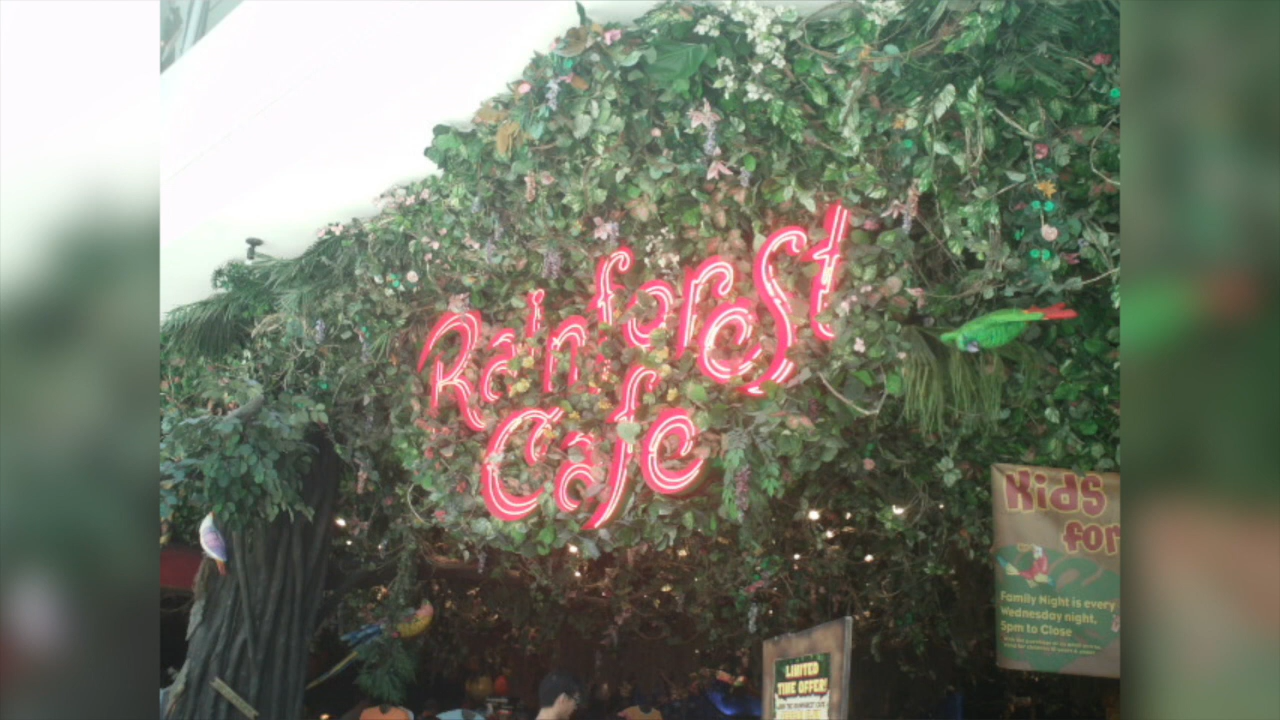 Rainforest
Cafe
Kids
for
Family Night is every
Wednesday night,
5pm to Close
LIMITED
TIME OFFER!